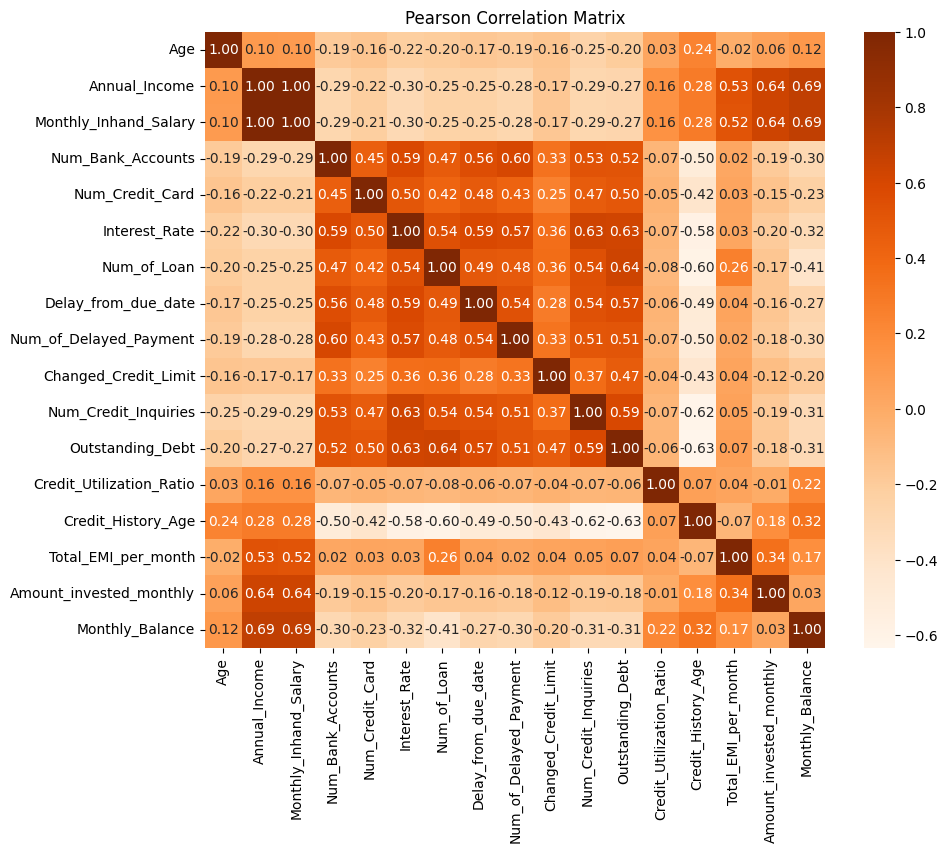 Pearson Correlation Matrix
Age 1.00 0.10 0.10 -0.19 -0.16 -0.22 -0.20 -0.17 -0.19 -0.16 -0.25 -0.20 0.03 0.24 -0.02 0.06 0.12
Annual_Income 0.10 1.00 1.00 -0.29 -0.22 -0.30 -0.25 -0.25 -0.28 -0.17 -0.29 -0.27 0.16 0.28 0.53 0.64 0.69
Monthly_Inhand_Salary 0.10 1.00 1.00 -0.29 -0.21 -0.30 -0.25 -0.25 -0.28 -0.17 -0.29 -0.27 0.16 0.28 0.52 0.64 0.69
Num_Bank_Accounts -0.19 -0.29 -0.29 1.00 0.45 0.59 0.47 0.56 0.60 0.33 0.53 0.52 -0.07 -0.50 0.02 -0.19 -0.30
Num_Credit_Card -0.16 -0.22 -0.21 0.45 1.00 0.50 0.42 0.48 0.43 0.25 0.47 0.50 -0.05 -0.42 0.03 -0.15 -0.23
Interest_Rate -0.22 -0.30 -0.30 0.59 0.50 1.00 0.54 0.59 0.57 0.36 0.63 0.63 -0.07 -0.58 0.03 -0.20 -0.32
Num_of_Loan -0.20 -0.25 -0.25 0.47 0.42 0.54 1.00 0.49 0.48 0.36 0.54 0.64 -0.08 -0.60 0.26 -0.17 -0.41
Delay_from_due_date -0.17 -0.25 -0.25 0.56 0.48 0.59 0.49 1.00 0.54 0.28 0.54 0.57 -0.06 -0.49 0.04 -0.16 -0.27
Num_of_Delayed_Payment -0.19 -0.28 -0.28 0.60 0.43 0.57 0.48 0.54 1.00 0.33 0.51 0.51 -0.07 -0.50 0.02 -0.18 -0.30
Changed_Credit_Limit -0.16 -0.17 -0.17 0.33 0.25 0.36 0.36 0.28 0.33 1.00 0.37 0.47 -0.04 -0.43 0.04 -0.12 -0.20
Num_Credit_Inquiries -0.25 -0.29 -0.29 0.53 0.47 0.63 0.54 0.54 0.51 0.37 1.00 0.59 -0.07 -0.62 0.05 -0.19 -0.31
Outstanding_Debt -0.20 -0.27 -0.27 0.52 0.50 0.63 0.64 0.57 0.51 0.47 0.59 1.00 -0.06 -0.63 0.07 -0.18 -0.31
Credit_Utilization_Ratio 0.03 0.16 0.16 -0.07 -0.05 -0.07 -0.08 -0.06 -0.07 -0.04 -0.07 -0.06 1.00 0.07 0.04 -0.01 0.22
Credit_History_Age 0.24 0.28 0.28 -0.50 -0.42 -0.58 -0.60 -0.49 -0.50 -0.43 -0.62 -0.63 0.07 1.00 -0.07 0.18 0.32
Total_EMI_per_month -0.02 0.53 0.52 0.02 0.03 0.03 0.26 0.04 0.02 0.04 0.05 0.07 0.04 -0.07 1.00 0.34 0.17
Amount_invested_monthly 0.06 0.64 0.64 -0.19 -0.15 -0.20 -0.17 -0.16 -0.18 -0.12 -0.19 -0.18 -0.01 0.18 0.34 1.00 0.03
Monthly_Balance 0.12 0.69 0.69 -0.30 -0.23 -0.32 -0.41 -0.27 -0.30 -0.20 -0.31 -0.31 0.22 0.32 0.17 0.03 1.00
Age
Annual_Income
Monthly_Inhand_Salary
Num_Bank_Accounts
Num_Credit_Card
Interest_Rate
Num_of_Loan
Delay_from_due_date
Num_of_Delayed_Payment
Changed_Credit_Limit
Num_Credit_Inquiries
Outstanding_Debt
Credit_Utilization_Ratio
Credit_History_Age
Total_EMI_per_month
Amount_invested_monthly
Monthly_Balance
1.0
0.8
0.6
0.4
0.2
0.0
−0.2
−0.4
−0.6